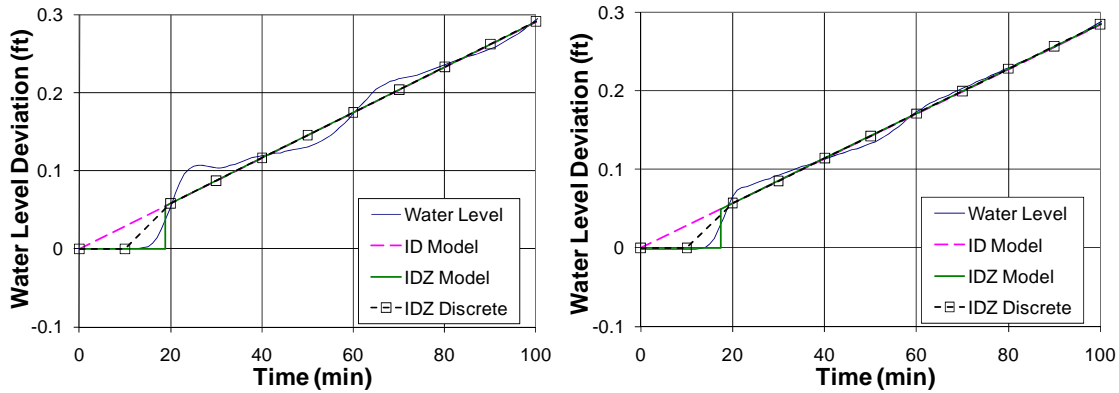 0.3
0.2
0.1
0
-0.1
Water Level Deviation (ft)
0 20 40 60 80 100
Time (min)
Water Level
ID Model
IDZ Model
IDZ Discrete
0.3
0.2
0.1
0
-0.1
Water Level Deviation (ft)
0 20 40 60 80 100
Time (min)
Water Level
ID Model
IDZ Model
IDZ Discrete